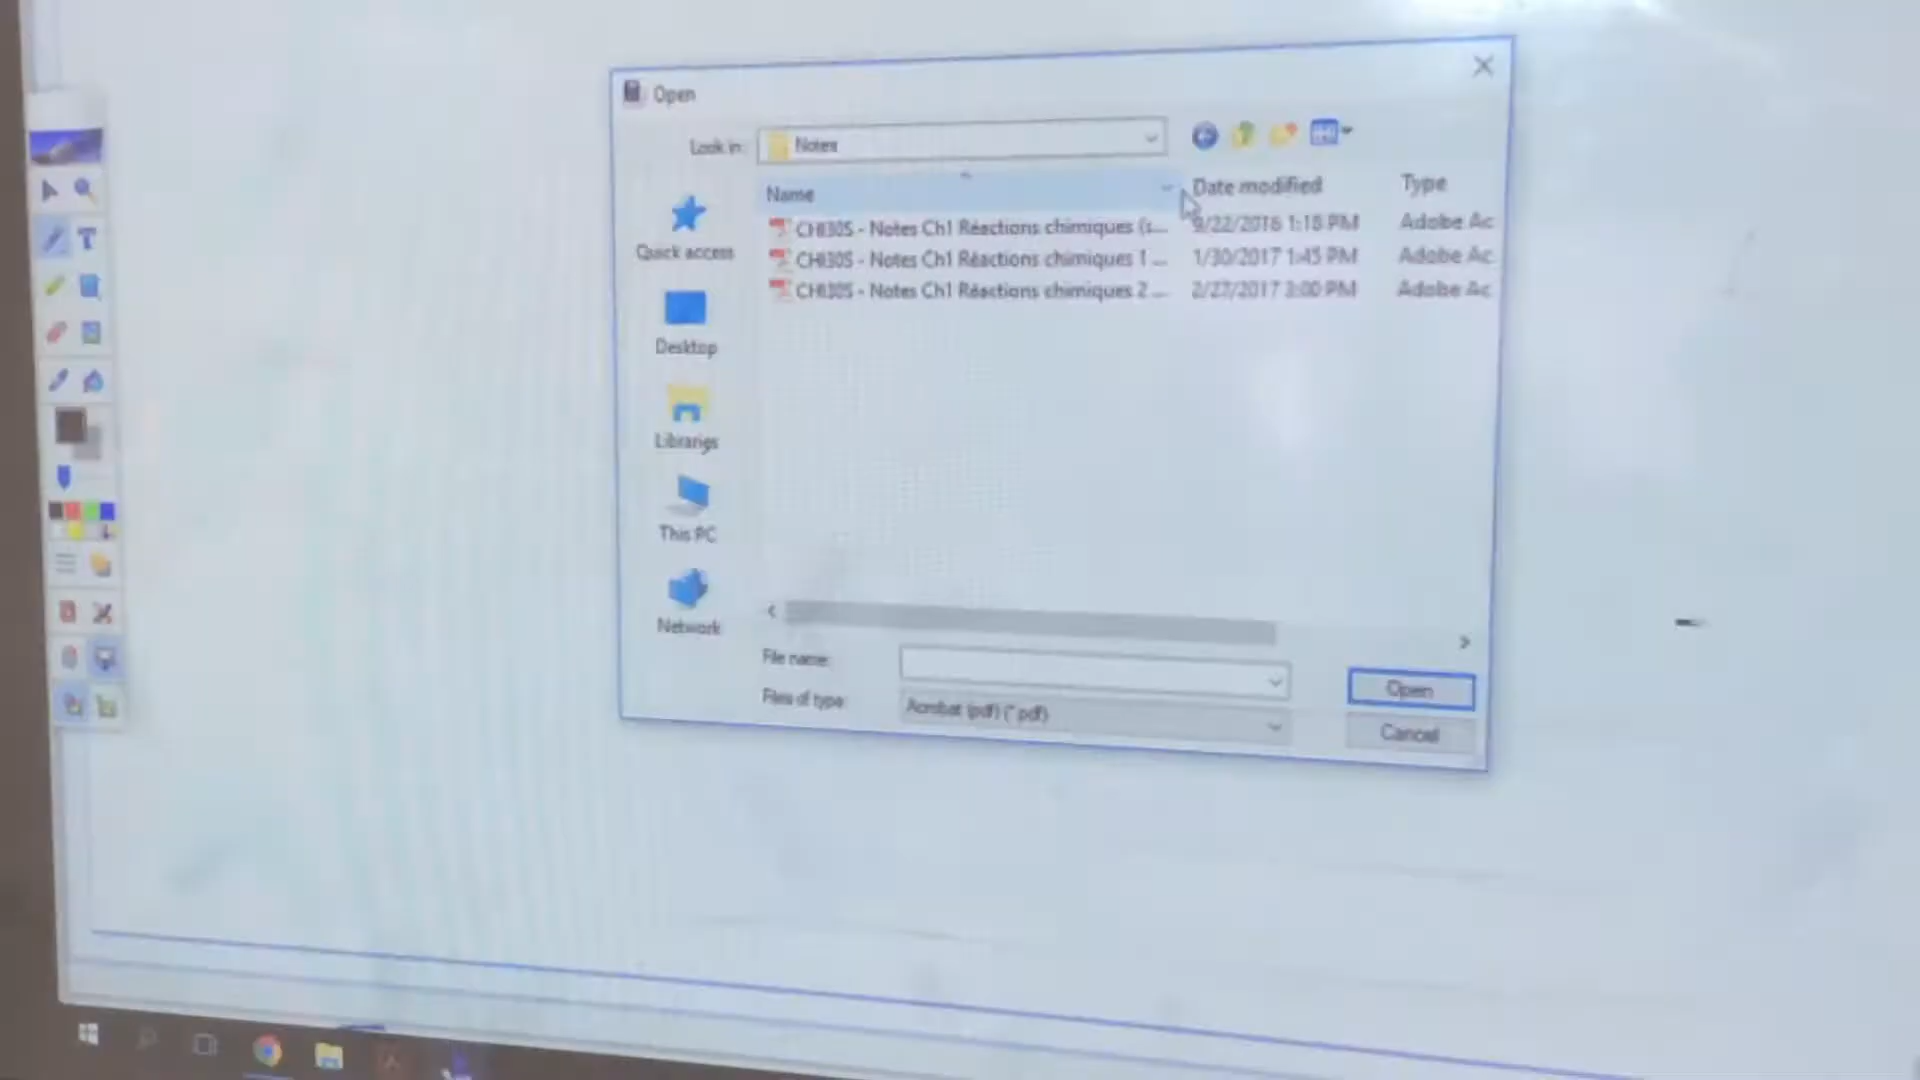 Open
Look in:
Notes
Name
Date modified
Type
CHI30S - Notes Ch1 Réactions chimiques (s...
9/22/2016 1:18 PM
Adobe Ac
CHI30S - Notes Ch1 Réactions chimiques 1 ...
1/30/2017 1:45 PM
Adobe Ac
CHI30S - Notes Ch1 Réactions chimiques 2 ...
2/27/2017 3:00 PM
Adobe Ac
Quick access
Desktop
Libraries
This PC
Network
File name:
Open
Files of type:
Acrobat (pdf) (*.pdf)
Cancel